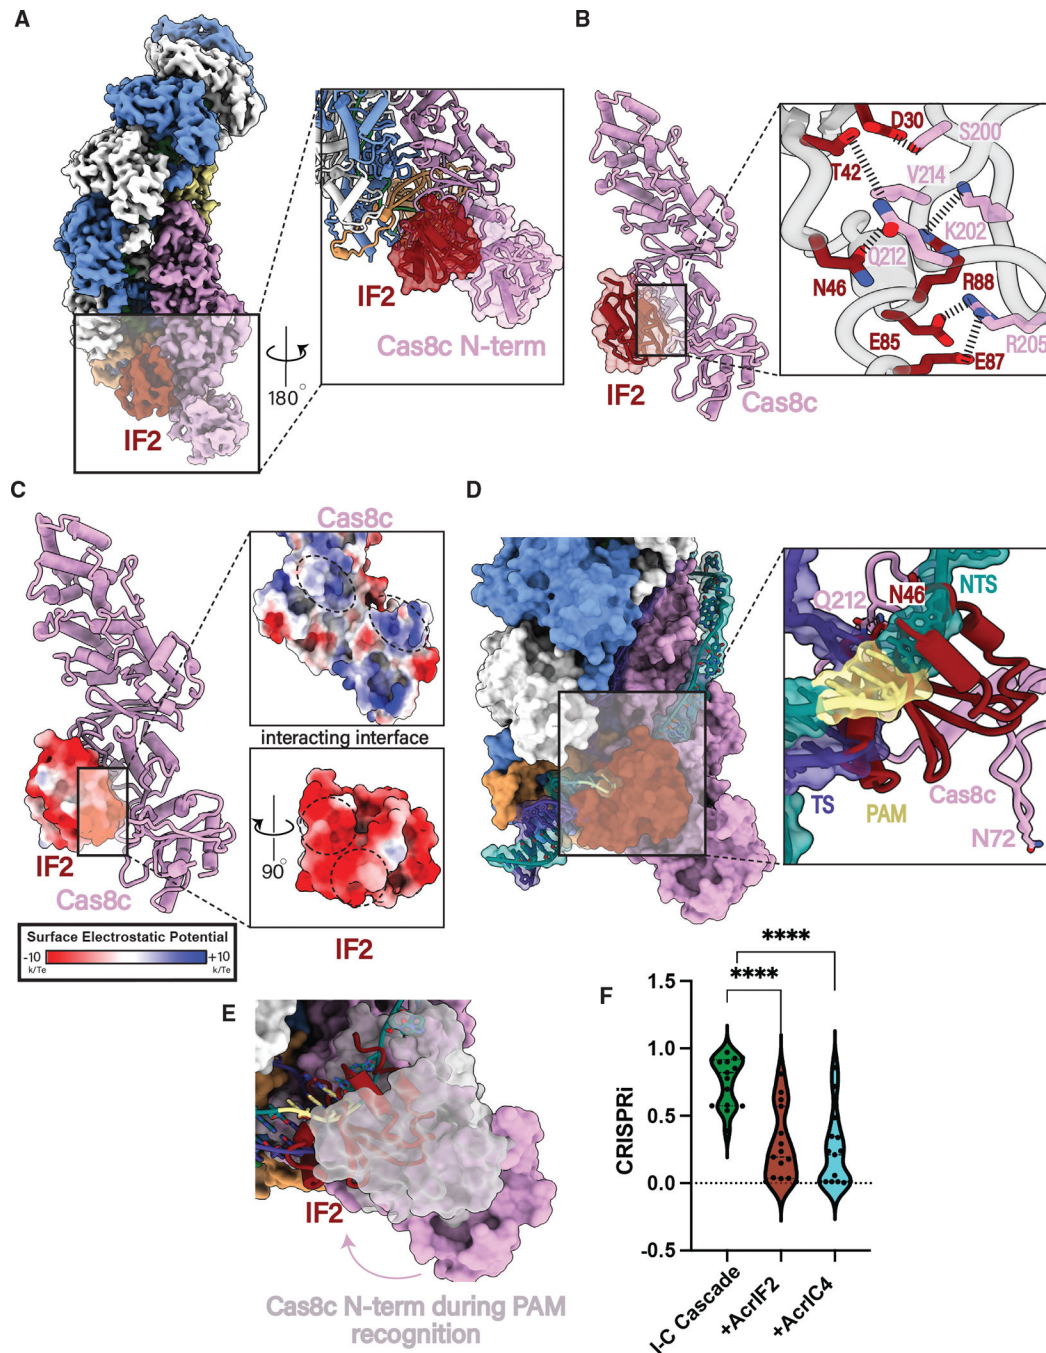 A
IF2
180°
IF2
Cas8c N-term
B
IF2
Cas8c
D30
S200
T42
V214
K202
Q212
N46
R88
E85
R205
E87
C
Cas8c
interacting interface
IF2
Cas8c
90°
IF2
Surface Electrostatic Potential
-10
+10
k/Te
k/Te
D
Q212
N46
NTS
TS
PAM
Cas8c
N72
E
IF2
Cas8c N-term during PAM
recognition
F
****
****
1.5
1.0
0.5
0.0
-0.5
CRISPRi
I-C Cascade
+AcrIF2
+AcrIC4